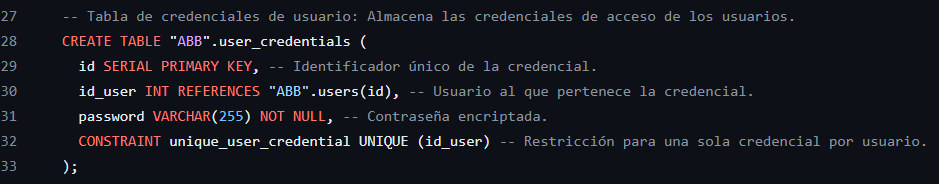 27 -- Tabla de credenciales de usuario: Almacena las credenciales de acceso de los usuarios.
28 CREATE TABLE "ABB".user_credentials (
29 id SERIAL PRIMARY KEY, -- Identificador único de la credencial.
30 id_user INT REFERENCES "ABB".users(id), -- Usuario al que pertenece la credencial.
31 password VARCHAR(255) NOT NULL, -- Contraseña encriptada.
32 CONSTRAINT unique_user_credential UNIQUE (id_user) -- Restricción para una sola credencial por usuario.
33 );